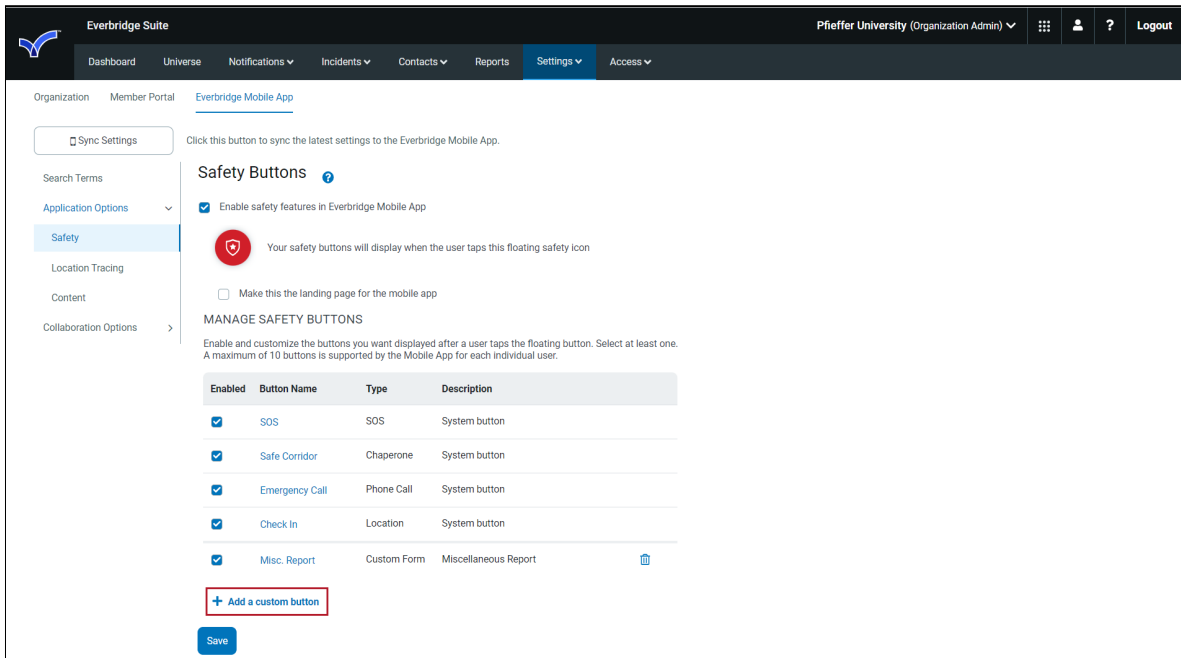 Everbridge Suite
Pfieffer University (Organization Admin)
?
Logout
Dashboard Universe Notifications Incidents Contacts Reports Settings Access
Organization Member Portal Everbridge Mobile App
Sync Settings
Click this button to sync the latest settings to the Everbridge Mobile App.
Search Terms
Application Options
Safety
Location Tracing
Content
Collaboration Options
Safety Buttons ?
Enable safety features in Everbridge Mobile App
Your safety buttons will display when the user taps this floating safety icon
Make this the landing page for the mobile app
MANAGE SAFETY BUTTONS
Enable and customize the buttons you want displayed after a user taps the floating button. Select at least one.
A maximum of 10 buttons is supported by the Mobile App for each individual user.
Enabled Button Name Type Description
SOS SOS System button
Safe Corridor Chaperone System button
Emergency Call Phone Call System button
Check In Location System button
Misc. Report Custom Form Miscellaneous Report
+ Add a custom button
Save